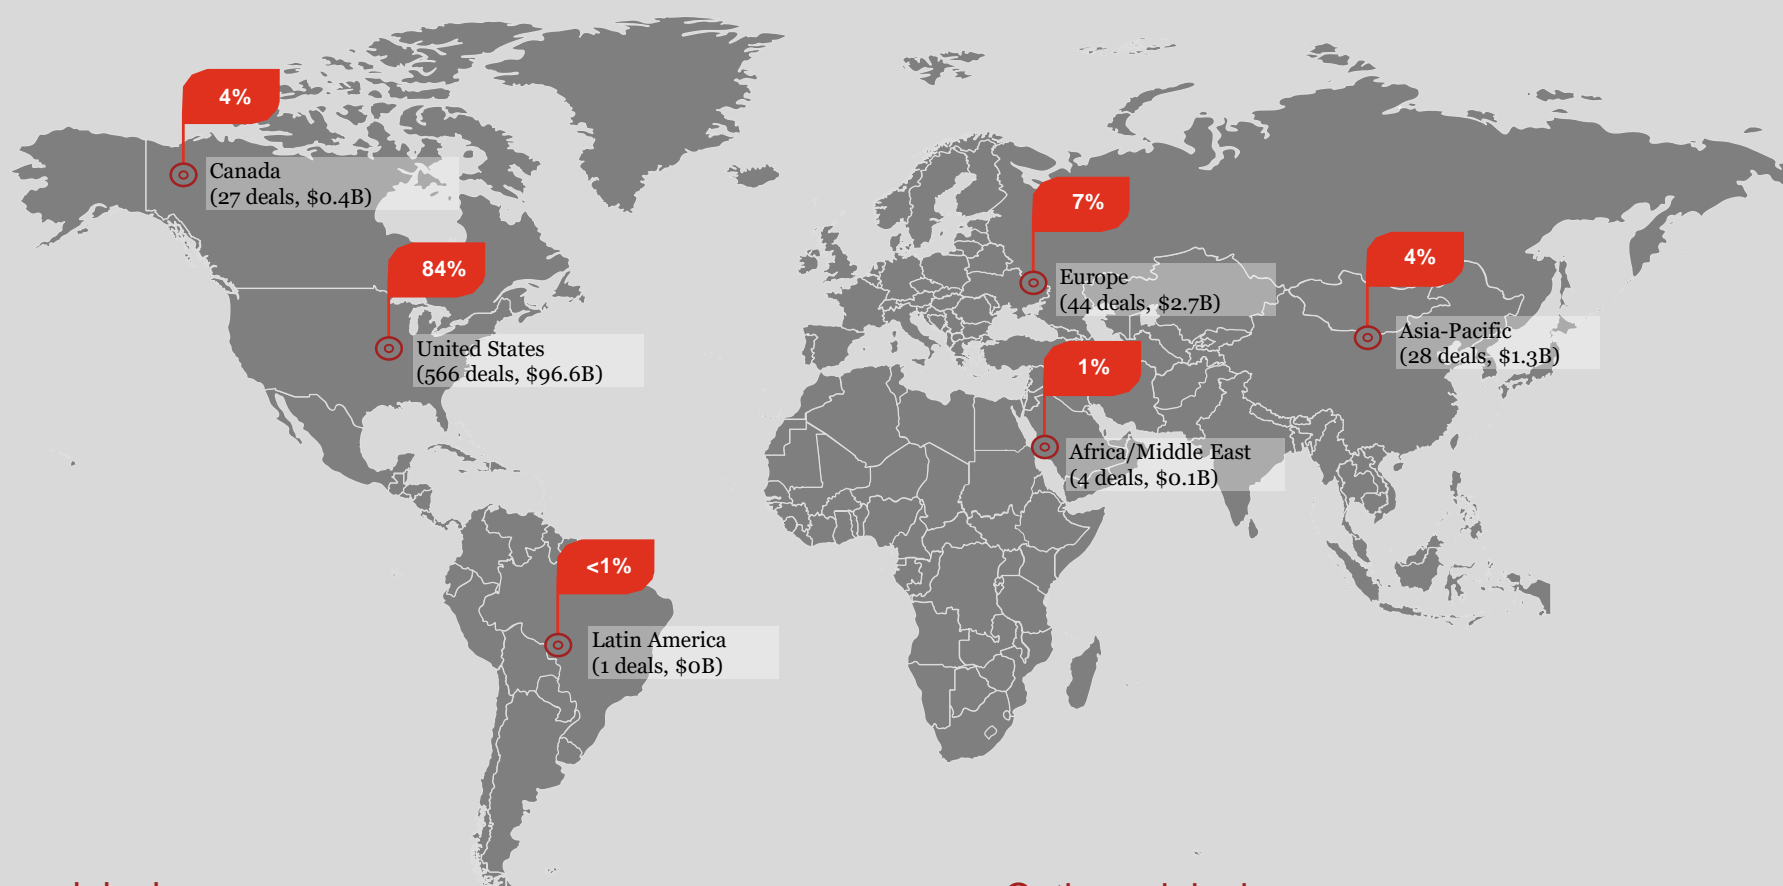 4%
Canada
(27 deals, $0.4B)
7%
84%
Europe
(44 deals, $2.7B)
4%
Asia-Pacific
(28 deals, $1.3B)
United States
(566 deals, $96.6B)
1%
Africa/Middle East
(4 deals, $0.1B)
<1%
Latin America
(1 deals, $0B)